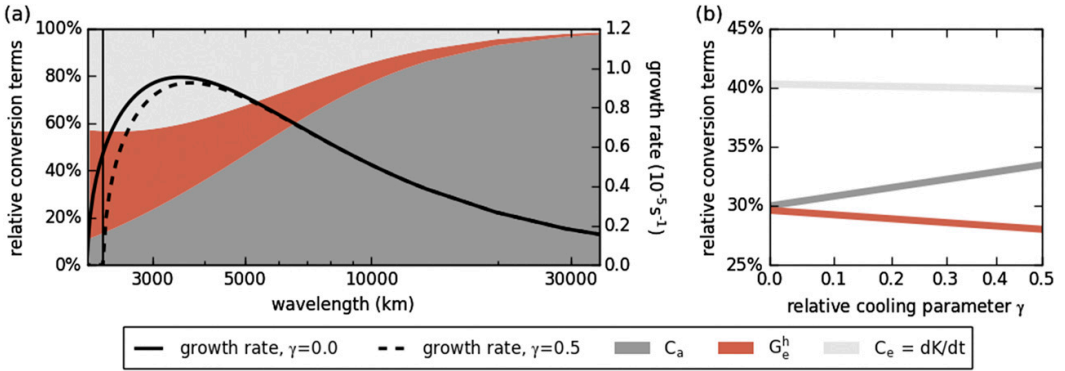 (a)
100%
80%
60%
40%
20%
0%
relative conversion terms
3000
5000
10000
30000
wavelength (km)
1.2
1.0
0.8
0.6
0.4
0.2
0.0
growth rate (10⁻⁵s⁻¹)
(b)
45%
40%
35%
30%
25%
relative conversion terms
0.0
0.1
0.2
0.3
0.4
0.5
relative cooling parameter γ
growth rate, γ=0.0
growth rate, γ=0.5
Cₐ
Gₑʰ
Cₑ = dK/dt